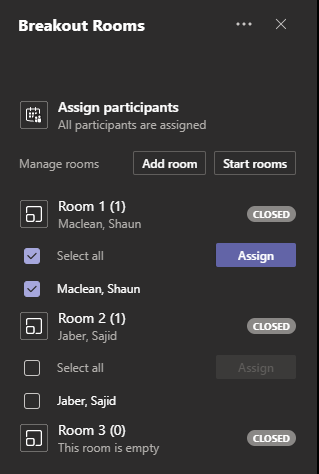 Breakout Rooms
Assign participants
All participants are assigned
Manage rooms Add room Start rooms
Room 1 (1) CLOSED
Maclean, Shaun
Select all Assign
Maclean, Shaun
Room 2 (1) CLOSED
Jaber, Sajid
Select all Assign
Jaber, Sajid
Room 3 (0) CLOSED
This room is empty